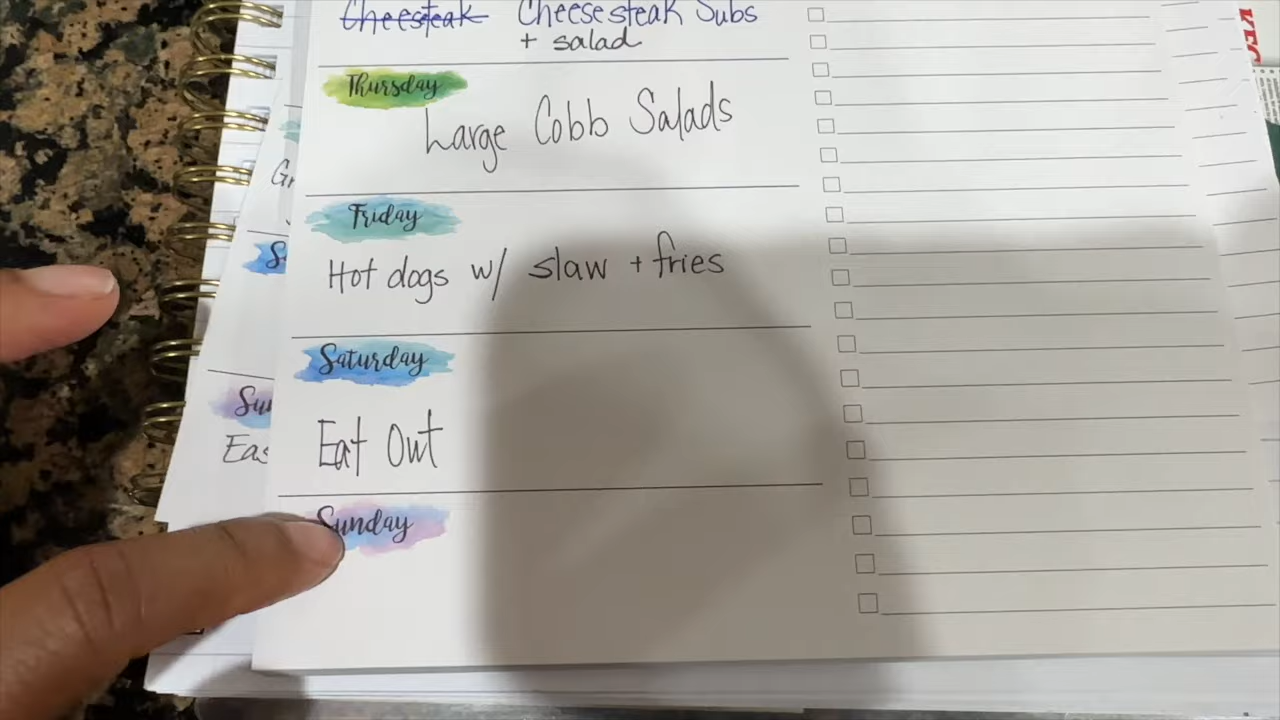 Cheesteak Cheesesteak Subs
+ salad
Thursday
Large Cobb Salads
Friday
Hot dogs w/ slaw + fries
Saturday
Eat Out
Sunday